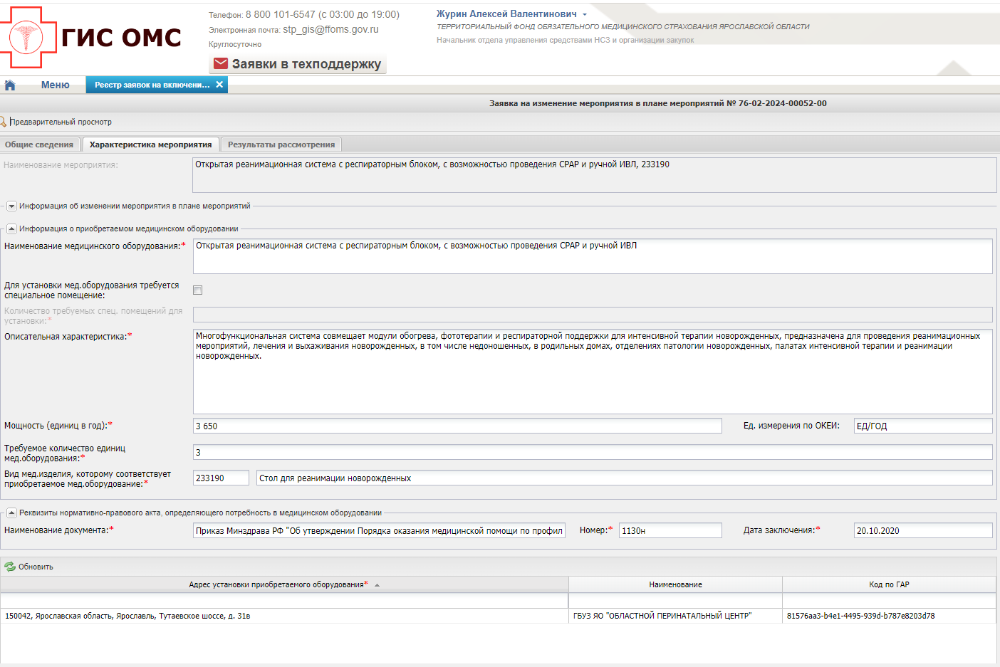 ГИС ОМС
Телефон: 8 800 101-6547 (с 03:00 до 19:00)
Электронная почта: stp_gis@ffoms.gov.ru
Круглосуточно
Заявки в техподдержку
Журин Алексей Валентинович
ТЕРРИТОРИАЛЬНЫЙ ФОНД ОБЯЗАТЕЛЬНОГО МЕДИЦИНСКОГО СТРАХОВАНИЯ ЯРОСЛАВСКОЙ ОБЛАСТИ
Начальник отдела управления средствами НСЗ и организации закупок
Меню
Реестр заявок на включени...
Заявка на изменение мероприятия в плане мероприятий № 76-02-2024-00052-00
Предварительный просмотр
Общие сведения
Характеристика мероприятия
Результаты рассмотрения
Наименование мероприятия:
Открытая реанимационная система с респираторным блоком, с возможностью проведения CPAP и ручной ИВЛ, 233190
Информация об изменении мероприятия в плане мероприятий
Информация о приобретаемом медицинском оборудовании
Наименование медицинского оборудования:*
Открытая реанимационная система с респираторным блоком, с возможностью проведения CPAP и ручной ИВЛ
Для установки мед.оборудования требуется
специальное помещение:
Количество требуемых спец. помещений для
установки:*
Описательная характеристика:*
Многофункциональная система совмещает модули обогрева, фототерапии и респираторной поддержки для интенсивной терапии новорожденных, предназначена для проведения реанимационных
мероприятий, лечения и выхаживания новорожденных, в том числе недоношенных, в родильных домах, отделениях патологии новорожденных, палатах интенсивной терапии и реанимации
новорожденных.
Мощность (единиц в год):*
3 650
Ед. измерения по ОКЕИ:
ЕД/ГОД
Требуемое количество единиц
мед.оборудования:*
3
Вид мед.изделия, которому соответствует
приобретаемое мед.оборудование:*
233190
Стол для реанимации новорожденных
Реквизиты нормативно-правового акта, определяющего потребность в медицинском оборудовании
Наименование документа:*
Приказ Минздрава РФ "Об утверждении Порядка оказания медицинской помощи по профил
Номер:*
1130н
Дата заключения:*
20.10.2020
Обновить
Адрес установки приобретаемого оборудования*
Наименование
Код по ГАР
150042, Ярославская область, Ярославль, Тутаевское шоссе, д. 31в
ГБУЗ ЯО "ОБЛАСТНОЙ ПЕРИНАТАЛЬНЫЙ ЦЕНТР"
81576aa3-b4e1-4495-939d-b787e8203d78